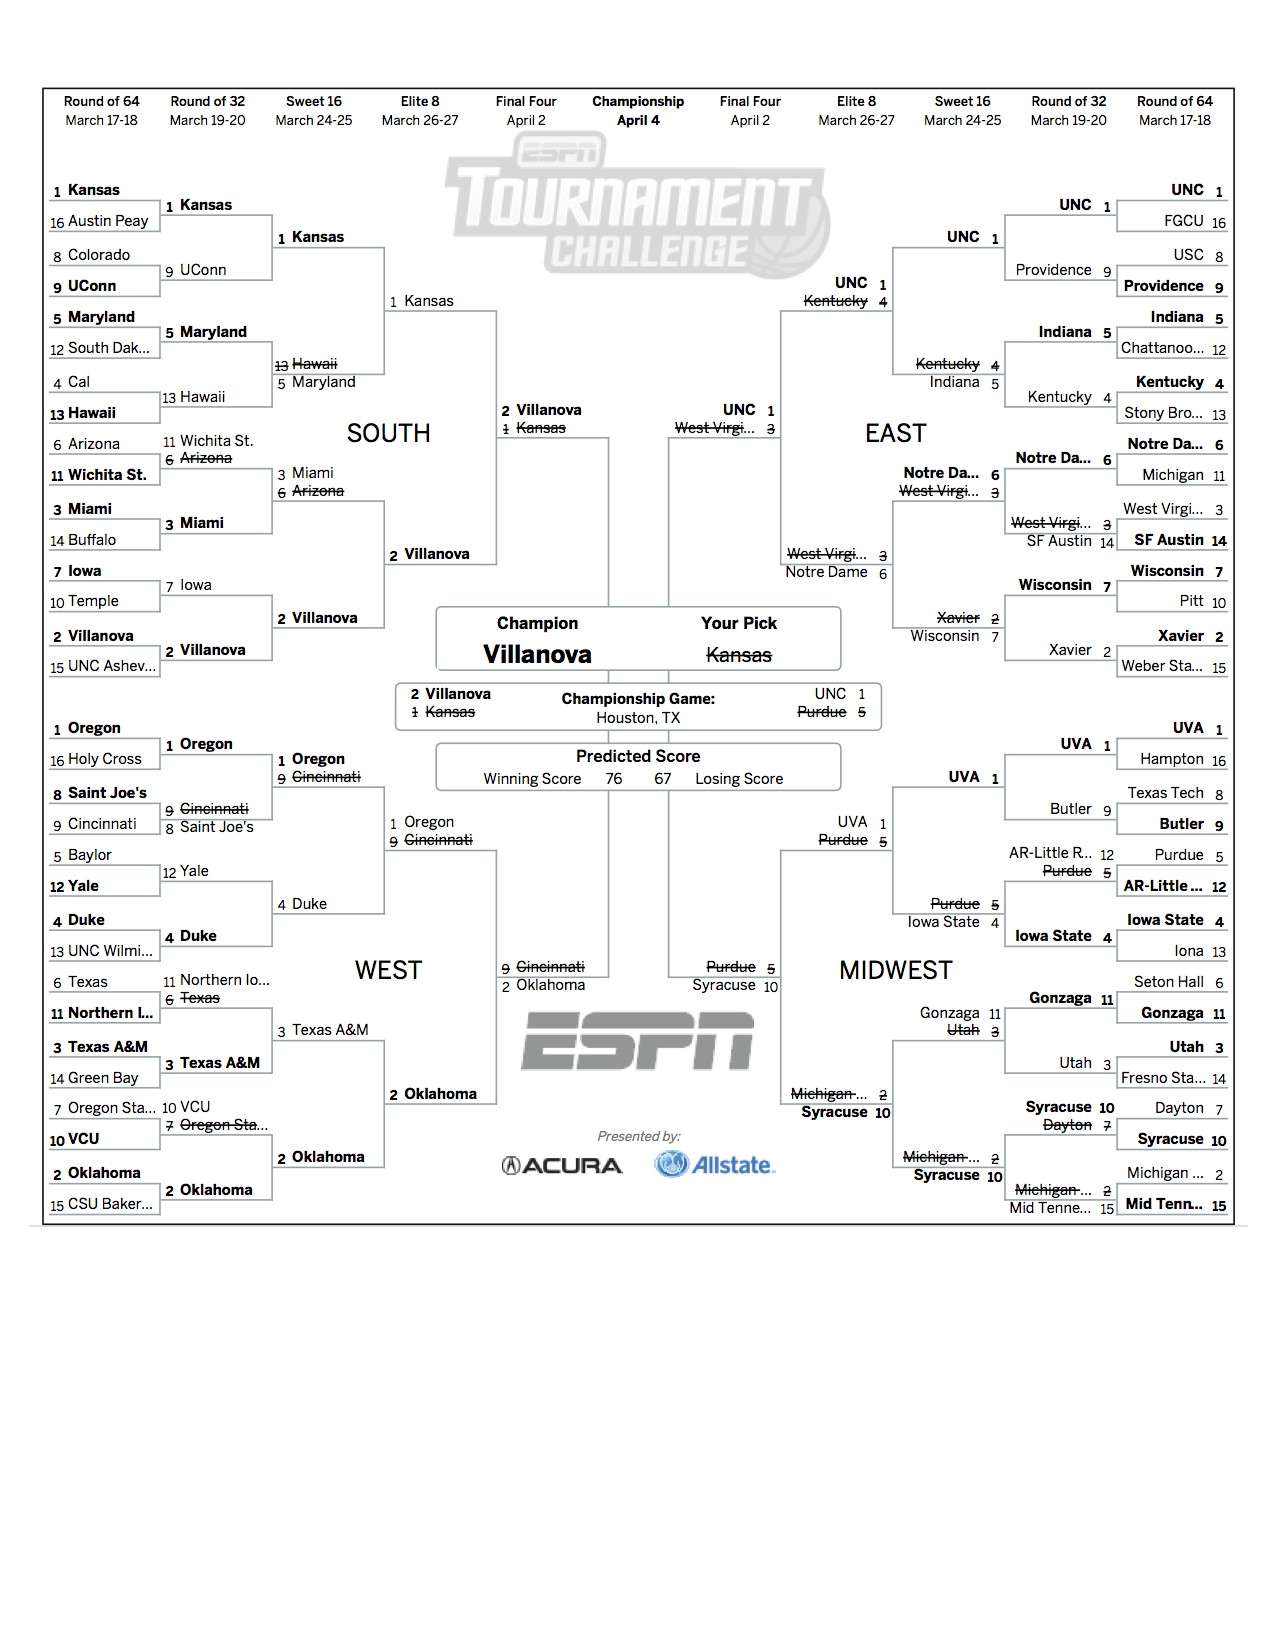 Round of 64 Round of 32 Sweet 16 Elite 8 Final Four Championship Final Four Elite 8 Sweet 16 Round of 32 Round of 64
March 17-18 March 19-20 March 24-25 March 26-27 April 2 April 4 April 2 March 26-27 March 24-25 March 19-20 March 17-18
ESPN
TOURNAMENT
CHALLENGE
1 Kansas
16 Austin Peay
8 Colorado
9 UConn
5 Maryland
12 South Dak...
4 Cal
13 Hawaii
6 Arizona
11 Wichita St.
3 Miami
14 Buffalo
7 Iowa
10 Temple
2 Villanova
15 UNC Ashev...
1 Kansas
9 UConn
5 Maryland
13 Hawaii
11 Wichita St.
6 Arizona
3 Miami
7 Iowa
2 Villanova
1 Kansas
13 Hawaii
5 Maryland
3 Miami
6 Arizona
2 Villanova
1 Kansas
2 Villanova
SOUTH
2 Villanova
1 Kansas
UNC 1
West Virgi... 3
EAST
UNC 1
Kentucky 4
West Virgi... 3
Notre Dame 6
UNC 1
Kentucky 4
Indiana 5
Notre Da... 6
West Virgi... 3
Xavier 2
Wisconsin 7
UNC 1
Providence 9
Indiana 5
Kentucky 4
Notre Da... 6
West Virgi... 3
SF Austin 14
Wisconsin 7
Xavier 2
UNC 1
FGCU 16
USC 8
Providence 9
Indiana 5
Chattanoo... 12
Kentucky 4
Stony Bro... 13
Notre Da... 6
Michigan 11
West Virgi... 3
SF Austin 14
Wisconsin 7
Pitt 10
Xavier 2
Weber Sta... 15
Champion Your Pick
Villanova Kansas
2 Villanova
1 Kansas
Championship Game:
Houston, TX
UNC 1
Purdue 5
Predicted Score
Winning Score 76 67 Losing Score
1 Oregon
16 Holy Cross
8 Saint Joe's
9 Cincinnati
5 Baylor
12 Yale
4 Duke
13 UNC Wilmi...
6 Texas
11 Northern I...
3 Texas A&M
14 Green Bay
7 Oregon Sta...
10 VCU
2 Oklahoma
15 CSU Baker...
1 Oregon
9 Cincinnati
8 Saint Joe's
12 Yale
4 Duke
11 Northern Io...
6 Texas
3 Texas A&M
10 VCU
7 Oregon Sta...
2 Oklahoma
1 Oregon
9 Cincinnati
4 Duke
3 Texas A&M
2 Oklahoma
1 Oregon
9 Cincinnati
2 Oklahoma
WEST
9 Cincinnati
2 Oklahoma
Purdue 5
Syracuse 10
MIDWEST
UVA 1
Purdue 5
Michigan ... 2
Syracuse 10
UVA 1
Purdue 5
Iowa State 4
Gonzaga 11
Utah 3
Michigan ... 2
Syracuse 10
UVA 1
Butler 9
AR-Little R... 12
Purdue 5
Iowa State 4
Gonzaga 11
Utah 3
Syracuse 10
Dayton 7
Michigan ... 2
Mid Tenne... 15
UVA 1
Hampton 16
Texas Tech 8
Butler 9
Purdue 5
AR-Little ... 12
Iowa State 4
Iona 13
Seton Hall 6
Gonzaga 11
Utah 3
Fresno Sta... 14
Dayton 7
Syracuse 10
Michigan ... 2
Mid Tenn... 15
ESPN
Presented by:
ACURA Allstate